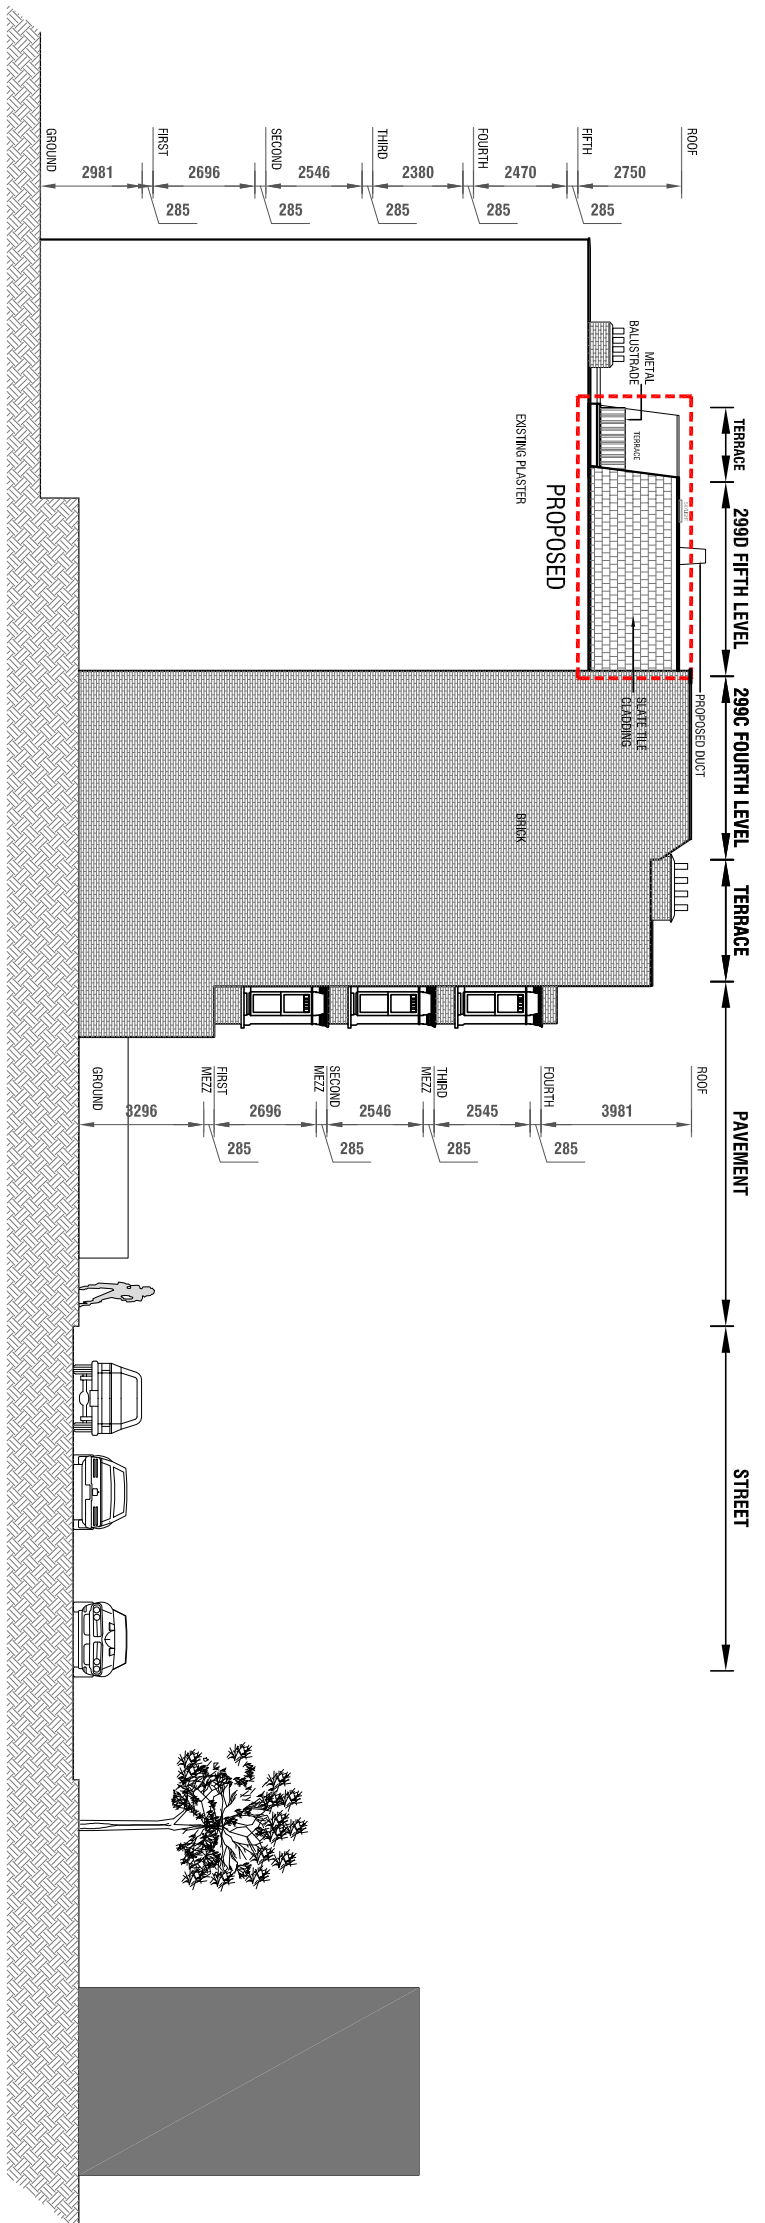 TERRACE
299D FIFTH LEVEL
299C FOURTH LEVEL
TERRACE
PAVEMENT
STREET
ROOF
2750
FIFTH
285
2470
FOURTH
285
2380
THIRD
285
2546
SECOND
285
2696
FIRST
285
2981
GROUND
METAL
BALUSTRADE
TERRACE
PROPOSED DUCT
SLATE TILE
CLADDING
PROPOSED
EXISTING PLASTER
BRICK
ROOF
3981
FOURTH
285
2545
THIRD
MEZZ
285
2546
SECOND
MEZZ
285
2696
FIRST
MEZZ
285
3296
GROUND